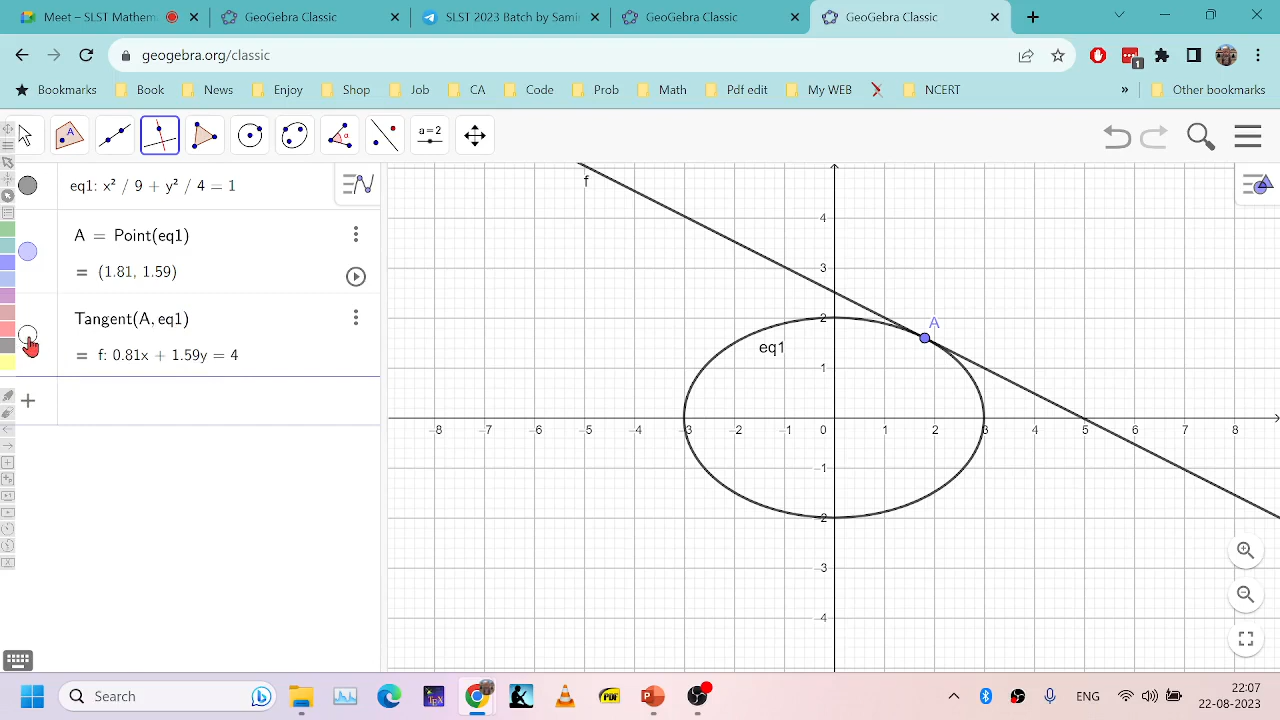 Meet – SLST Mathem
GeoGebra Classic
SLST 2023 Batch by Sami
GeoGebra Classic
GeoGebra Classic
geogebra.org/classic
1
Bookmarks
Book
News
Enjoy
Shop
Job
CA
Code
Prob
Math
Pdf edit
My WEB
NCERT
»
Other bookmarks
A
α
a=2
eq1: x² / 9 + y² / 4 = 1
A = Point(eq1)
= (1.81, 1.59)
Tangent(A, eq1)
= f: 0.81x + 1.59y = 4
f
A
eq1
4
3
2
1
–8 –7 –6 –5 –4 –3 –2 –1 0 1 2 3 4 5 6 7 8
–1
–2
–3
–4
Search
TEX
PDF
ENG
22:07
22-08-2023